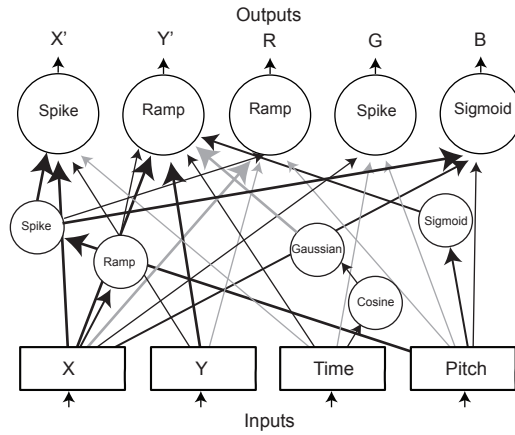 Outputs
X’ Y’ R G B
Spike Ramp Ramp Spike Sigmoid
Spike
Sigmoid
Ramp
Gaussian
Cosine
X Y Time Pitch
Inputs